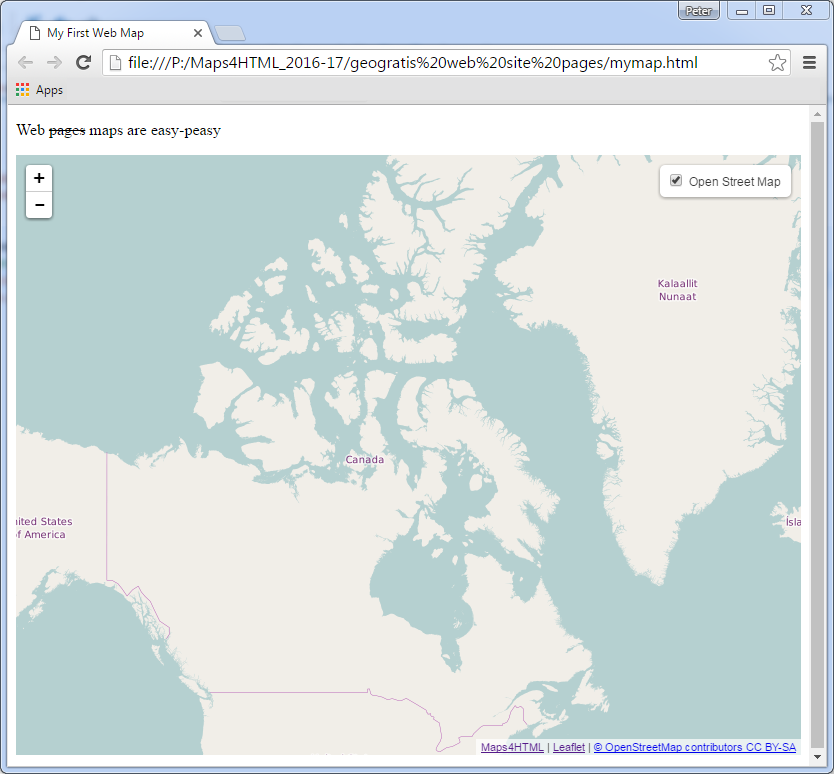 Peter
My First Web Map
file:///P:/Maps4HTML_2016-17/geogratis%20web%20site%20pages/mymap.html
Apps
Web pages maps are easy-peasy
+
−
Open Street Map
Kalaallit
Nunaat
Canada
ited States
f America
Ísla
Maps4HTML | Leaflet | © OpenStreetMap contributors CC BY-SA